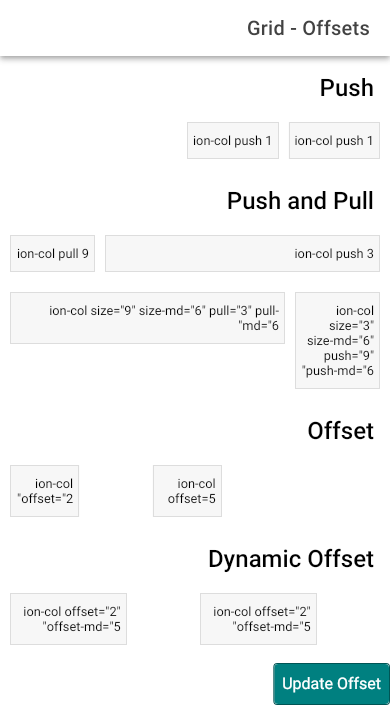 Grid - Offsets
Push
ion-col push 1
ion-col push 1
Push and Pull
ion-col pull 9
ion-col push 3
ion-col size="9" size-md="6" pull="3" pull-
"md="6
ion-col
size="3"
size-md="6"
push="9"
"push-md="6
Offset
ion-col
"offset="2
ion-col
offset=5
Dynamic Offset
ion-col offset="2"
"offset-md="5
ion-col offset="2"
"offset-md="5
Update Offset